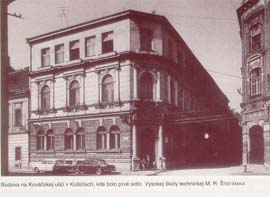 Budova na Kováčskej ulici v Košiciach, kde bolo prvé sídlo Vysokej školy technickej M. R. ŠTEFÁNIKA